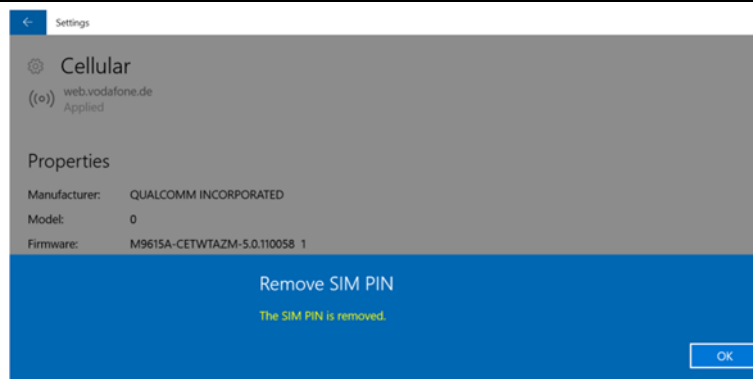 Settings
Cellular
web.vodafone.de
Applied
Properties
Manufacturer: QUALCOMM INCORPORATED
Model: 0
Firmware: M9615A-CETWTAZM-5.0.110058 1
Remove SIM PIN
The SIM PIN is removed.
OK